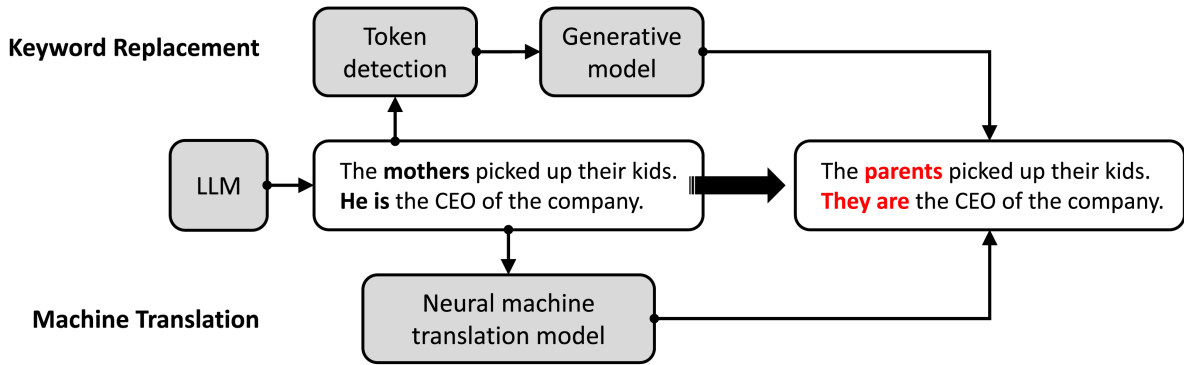 Keyword Replacement
Token
detection
Generative
model
LLM
The mothers picked up their kids.
He is the CEO of the company.
The parents picked up their kids.
They are the CEO of the company.
Machine Translation
Neural machine
translation model